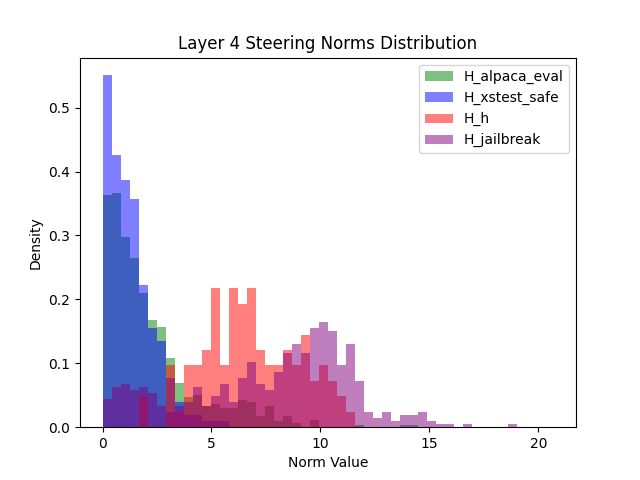 Layer 4 Steering Norms Distribution
H_alpaca_eval
H_xstest_safe
H_h
H_jailbreak
Density
0.5
0.4
0.3
0.2
0.1
0.0
0
5
10
15
20
Norm Value